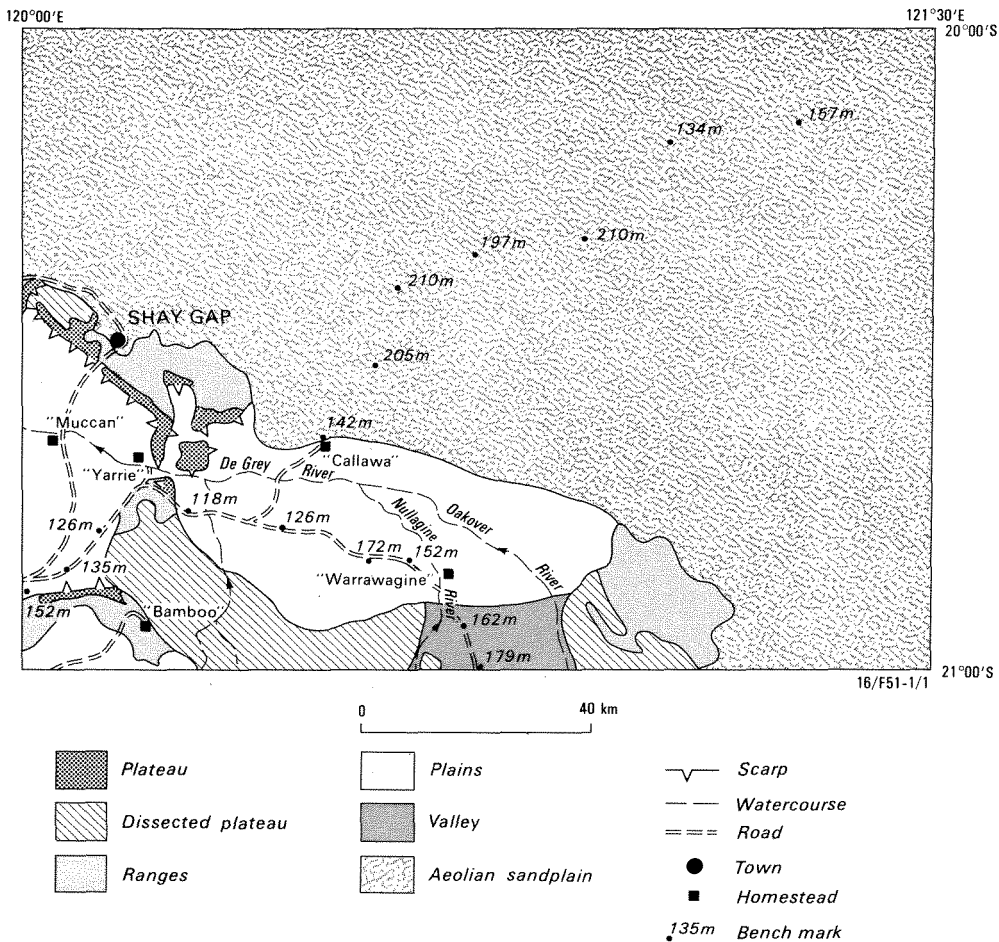 120°00'E
121°30'E
20°00'S
157m
134m
210m
197m
210m
205m
SHAY GAP
142m
"Muccan"
"Callawa"
"Yarrie"
De Grey River
118m
Nullagine River
Oakover River
126m
126m
172m
152m
"Warrawagine"
135m
152m
"Bamboo"
162m
179m
21°00'S
16/F51-1/1
0 40 km
Plateau
Plains
Scarp
Watercourse
Dissected plateau
Valley
Road
Town
Ranges
Aeolian sandplain
Homestead
135m Bench mark